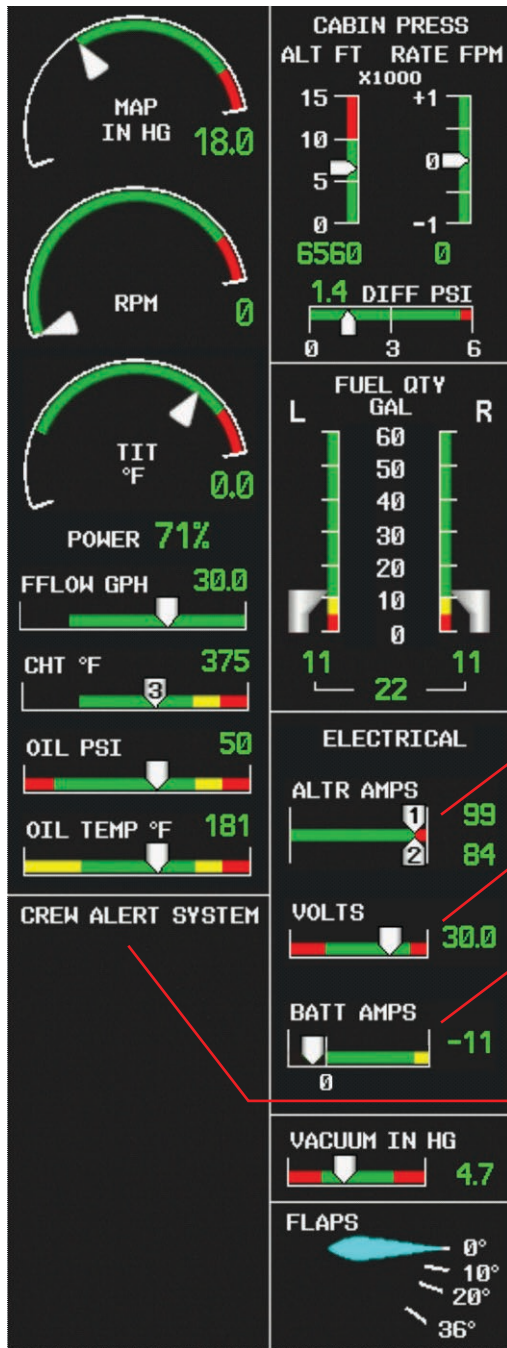 MAP
IN HG
18.0
RPM
0
TIT
°F
0.0
POWER 71%
FFLOW GPH 30.0
CHT °F 375
3
OIL PSI 50
OIL TEMP °F 181
CREW ALERT SYSTEM
CABIN PRESS
ALT FT RATE FPM
X1000
15 +1
10
0
5
0 -1
6560 0
1.4 DIFF PSI
0 3 6
FUEL QTY
L GAL R
60
50
40
30
20
10
0
11 11
22
ELECTRICAL
ALTR AMPS
1 99
2 84
VOLTS
30.0
BATT AMPS
-11
0
VACUUM IN HG
4.7
FLAPS
0°
10°
20°
36°